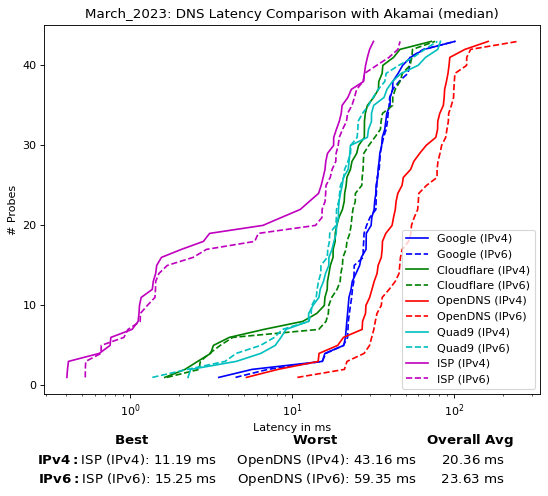 March_2023: DNS Latency Comparison with Akamai (median)
40
30
20
10
0
# Probes
Google (IPv4)
Google (IPv6)
Cloudflare (IPv4)
Cloudflare (IPv6)
OpenDNS (IPv4)
OpenDNS (IPv6)
Quad9 (IPv4)
Quad9 (IPv6)
ISP (IPv4)
ISP (IPv6)
10⁰ 10¹ 10²
Latency in ms
Best Worst Overall Avg
IPv4: ISP (IPv4): 11.19 ms OpenDNS (IPv4): 43.16 ms 20.36 ms
IPv6: ISP (IPv6): 15.25 ms OpenDNS (IPv6): 59.35 ms 23.63 ms